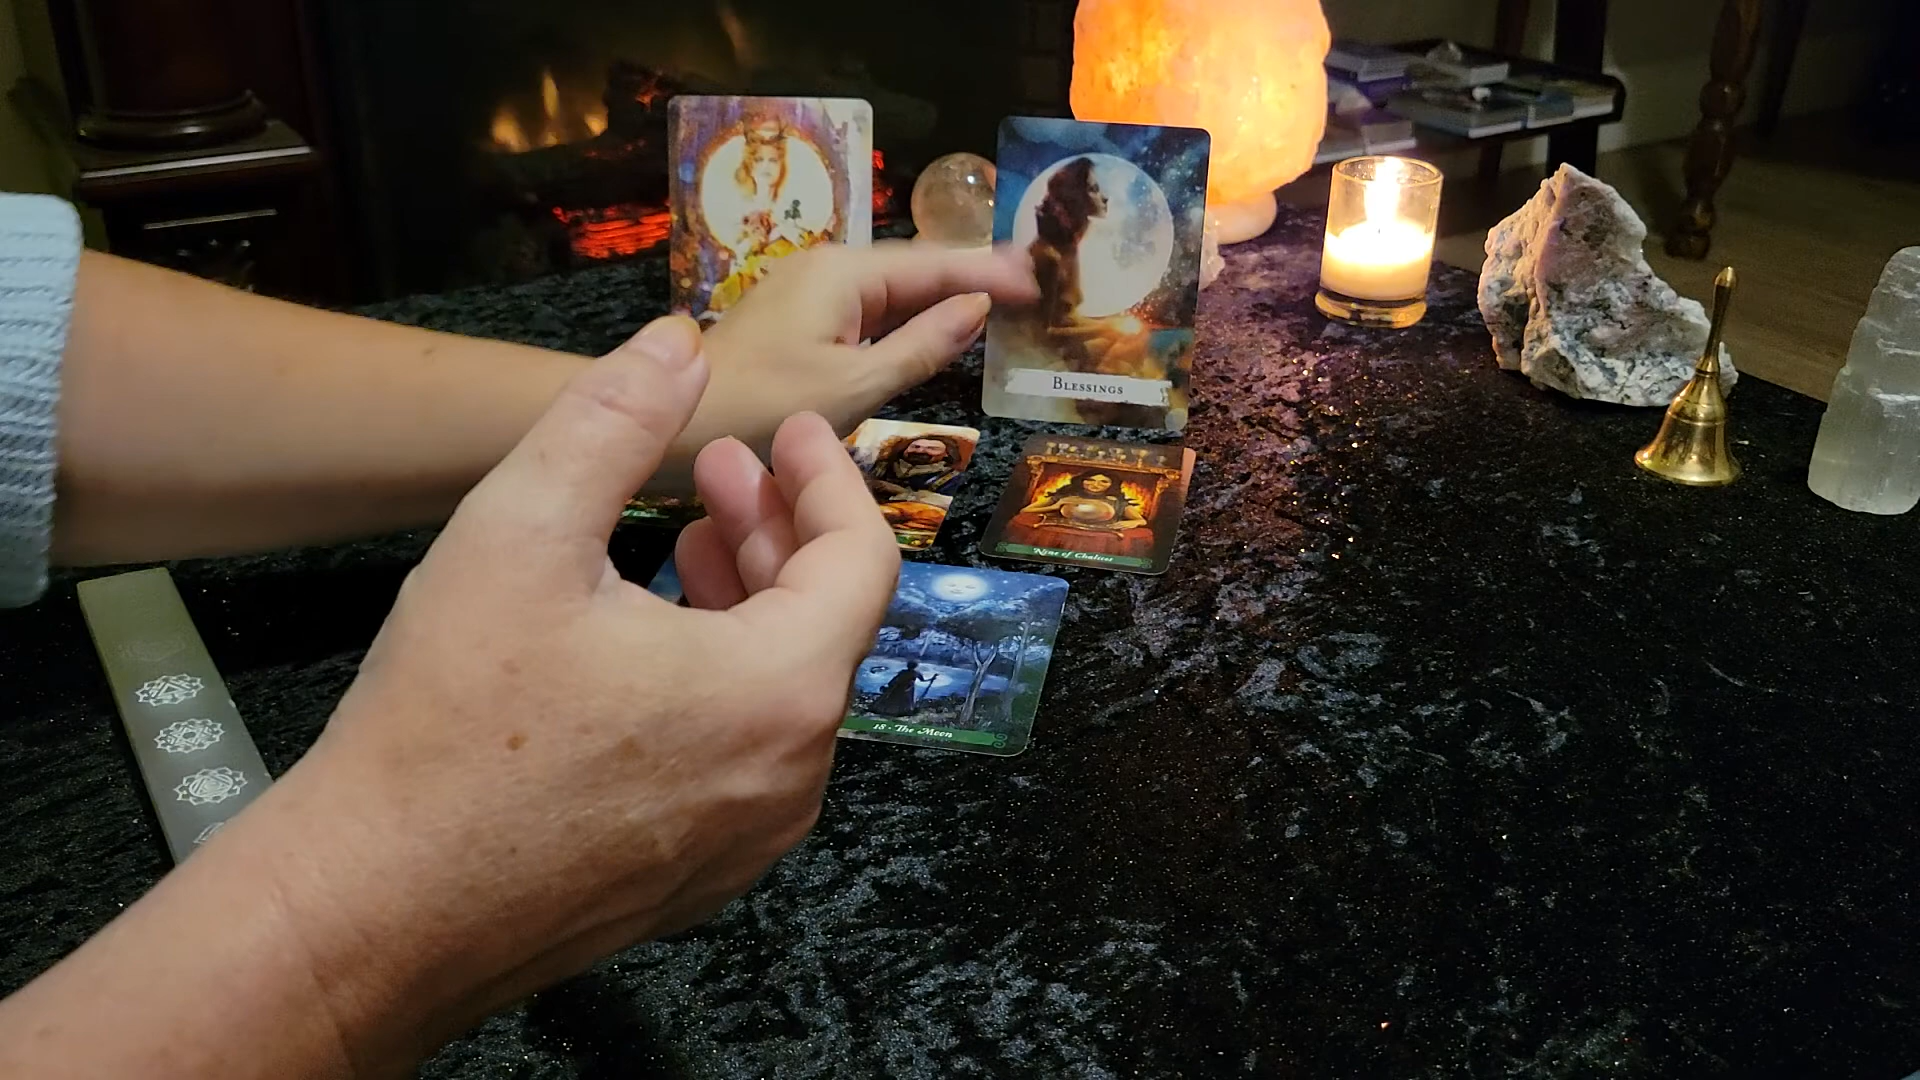 Blessings
Nine of Chalices
18 - The Moon